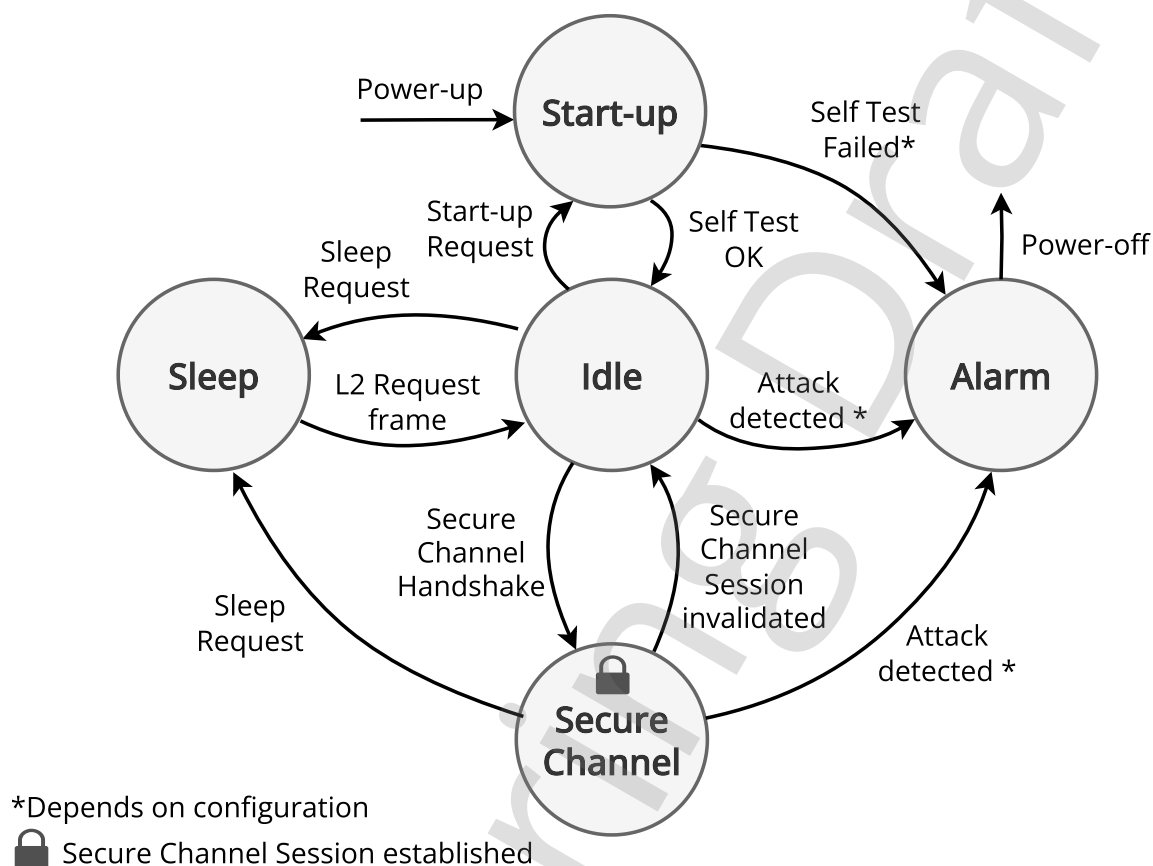 Power-up
Start-up
Self Test
Failed*
Start-up
Request
Self Test
OK
Power-off
Sleep
Request
Sleep
L2 Request
frame
Idle
Attack
detected *
Alarm
Secure
Channel
Handshake
Secure
Channel
Session
invalidated
Sleep
Request
Attack
detected *
Secure
Channel
*Depends on configuration
Secure Channel Session established